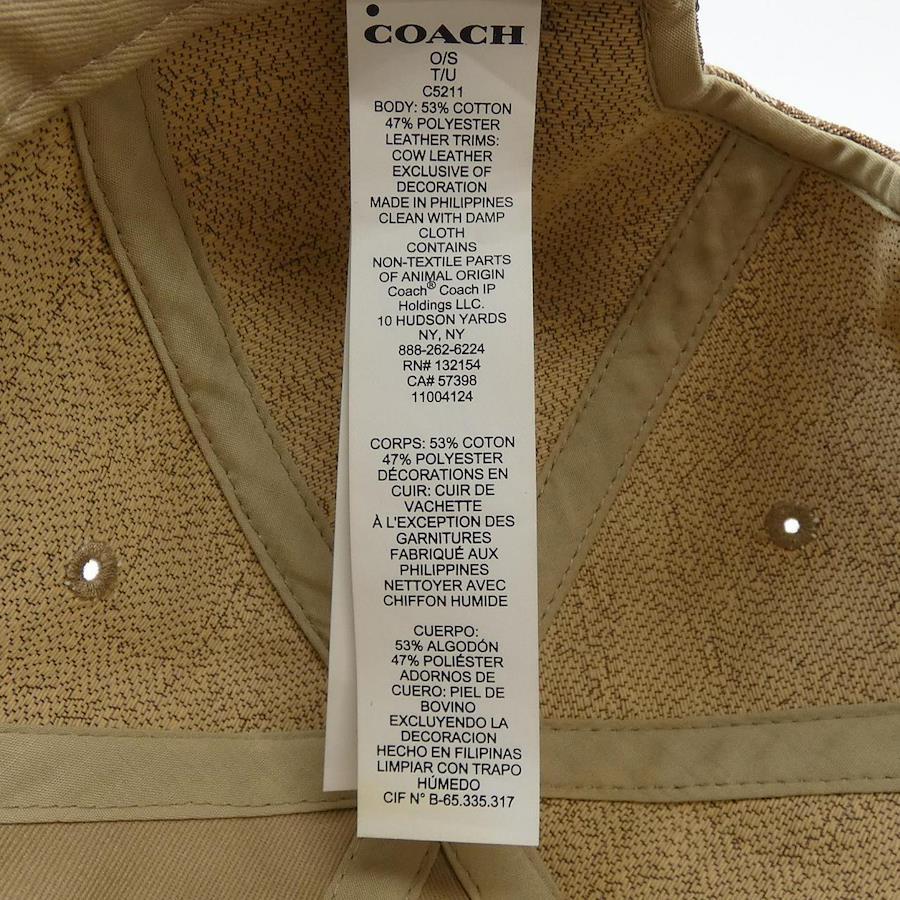 COACH
O/S
T/U
C5211
BODY: 53% COTTON
47% POLYESTER
LEATHER TRIMS:
COW LEATHER
EXCLUSIVE OF
DECORATION
MADE IN PHILIPPINES
CLEAN WITH DAMP
CLOTH
CONTAINS
NON-TEXTILE PARTS
OF ANIMAL ORIGIN
Coach® Coach IP
Holdings LLC.
10 HUDSON YARDS
NY, NY
888-262-6224
RN# 132154
CA# 57398
11004124
CORPS: 53% COTON
47% POLYESTER
DÉCORATIONS EN
CUIR: CUIR DE
VACHETTE
À L'EXCEPTION DES
GARNITURES
FABRIQUÉ AUX
PHILIPPINES
NETTOYER AVEC
CHIFFON HUMIDE
CUERPO:
53% ALGODÓN
47% POLIÉSTER
ADORNOS DE
CUERO: PIEL DE
BOVINO
EXCLUYENDO LA
DECORACION
HECHO EN FILIPINAS
LIMPIAR CON TRAPO
HÚMEDO
CIF N° B-65.335.317